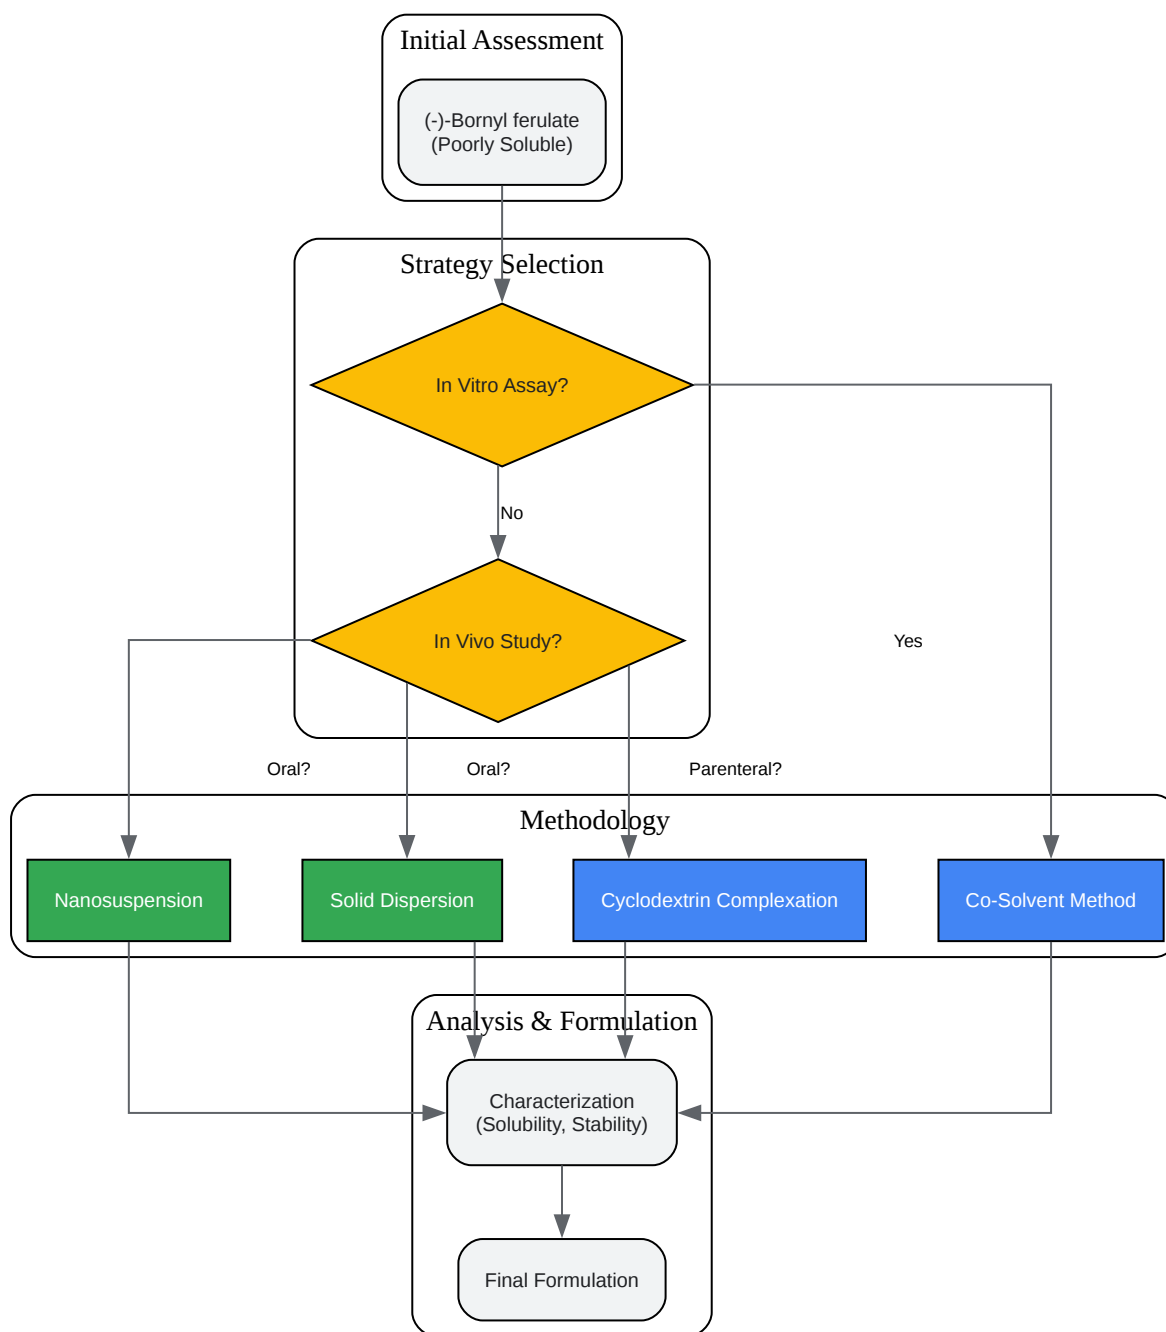 Initial Assessment
(-)-Bornyl ferulate
(Poorly Soluble)
Strategy Selection
In Vitro Assay?
No
In Vivo Study?
Yes
Oral?
Oral?
Parenteral?
Methodology
Nanosuspension
Solid Dispersion
Cyclodextrin Complexation
Co-Solvent Method
Analysis & Formulation
Characterization
(Solubility, Stability)
Final Formulation